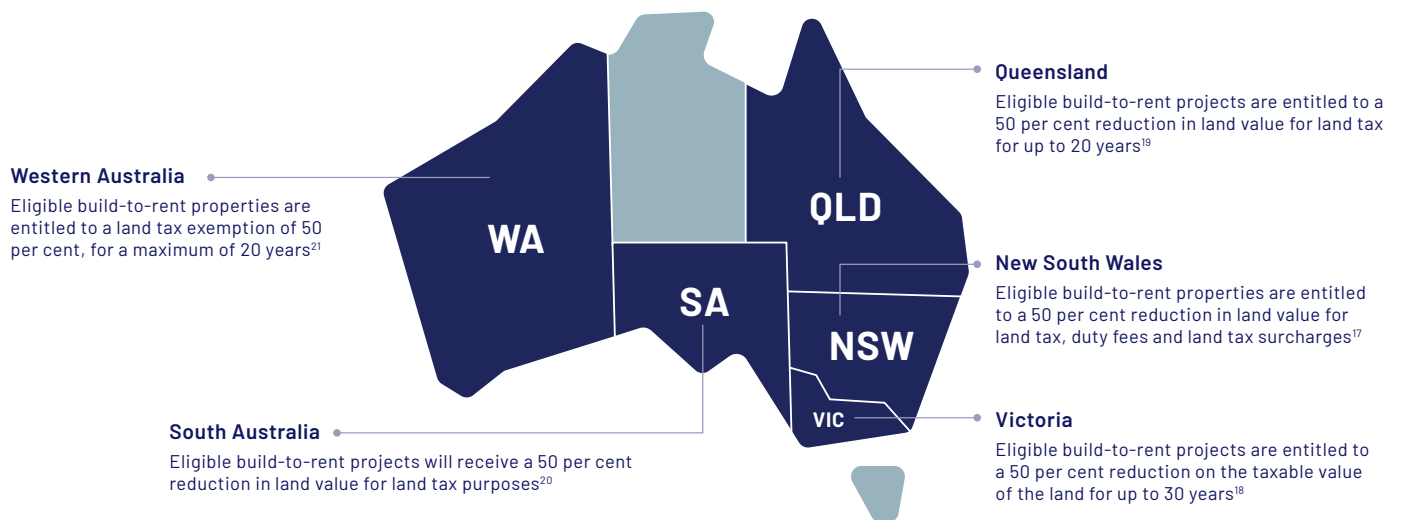 Queensland
Eligible build-to-rent projects are entitled to a
50 per cent reduction in land value for land tax
for up to 20 years¹⁹
Western Australia
Eligible build-to-rent properties are
entitled to a land tax exemption of 50
per cent, for a maximum of 20 years²¹
QLD
WA
New South Wales
Eligible build-to-rent properties are entitled
to a 50 per cent reduction in land value for
land tax, duty fees and land tax surcharges¹⁷
SA
NSW
VIC
Victoria
Eligible build-to-rent projects are entitled to
a 50 per cent reduction on the taxable value
of the land for up to 30 years¹⁸
South Australia
Eligible build-to-rent projects will receive a 50 per cent
reduction in land value for land tax purposes²⁰